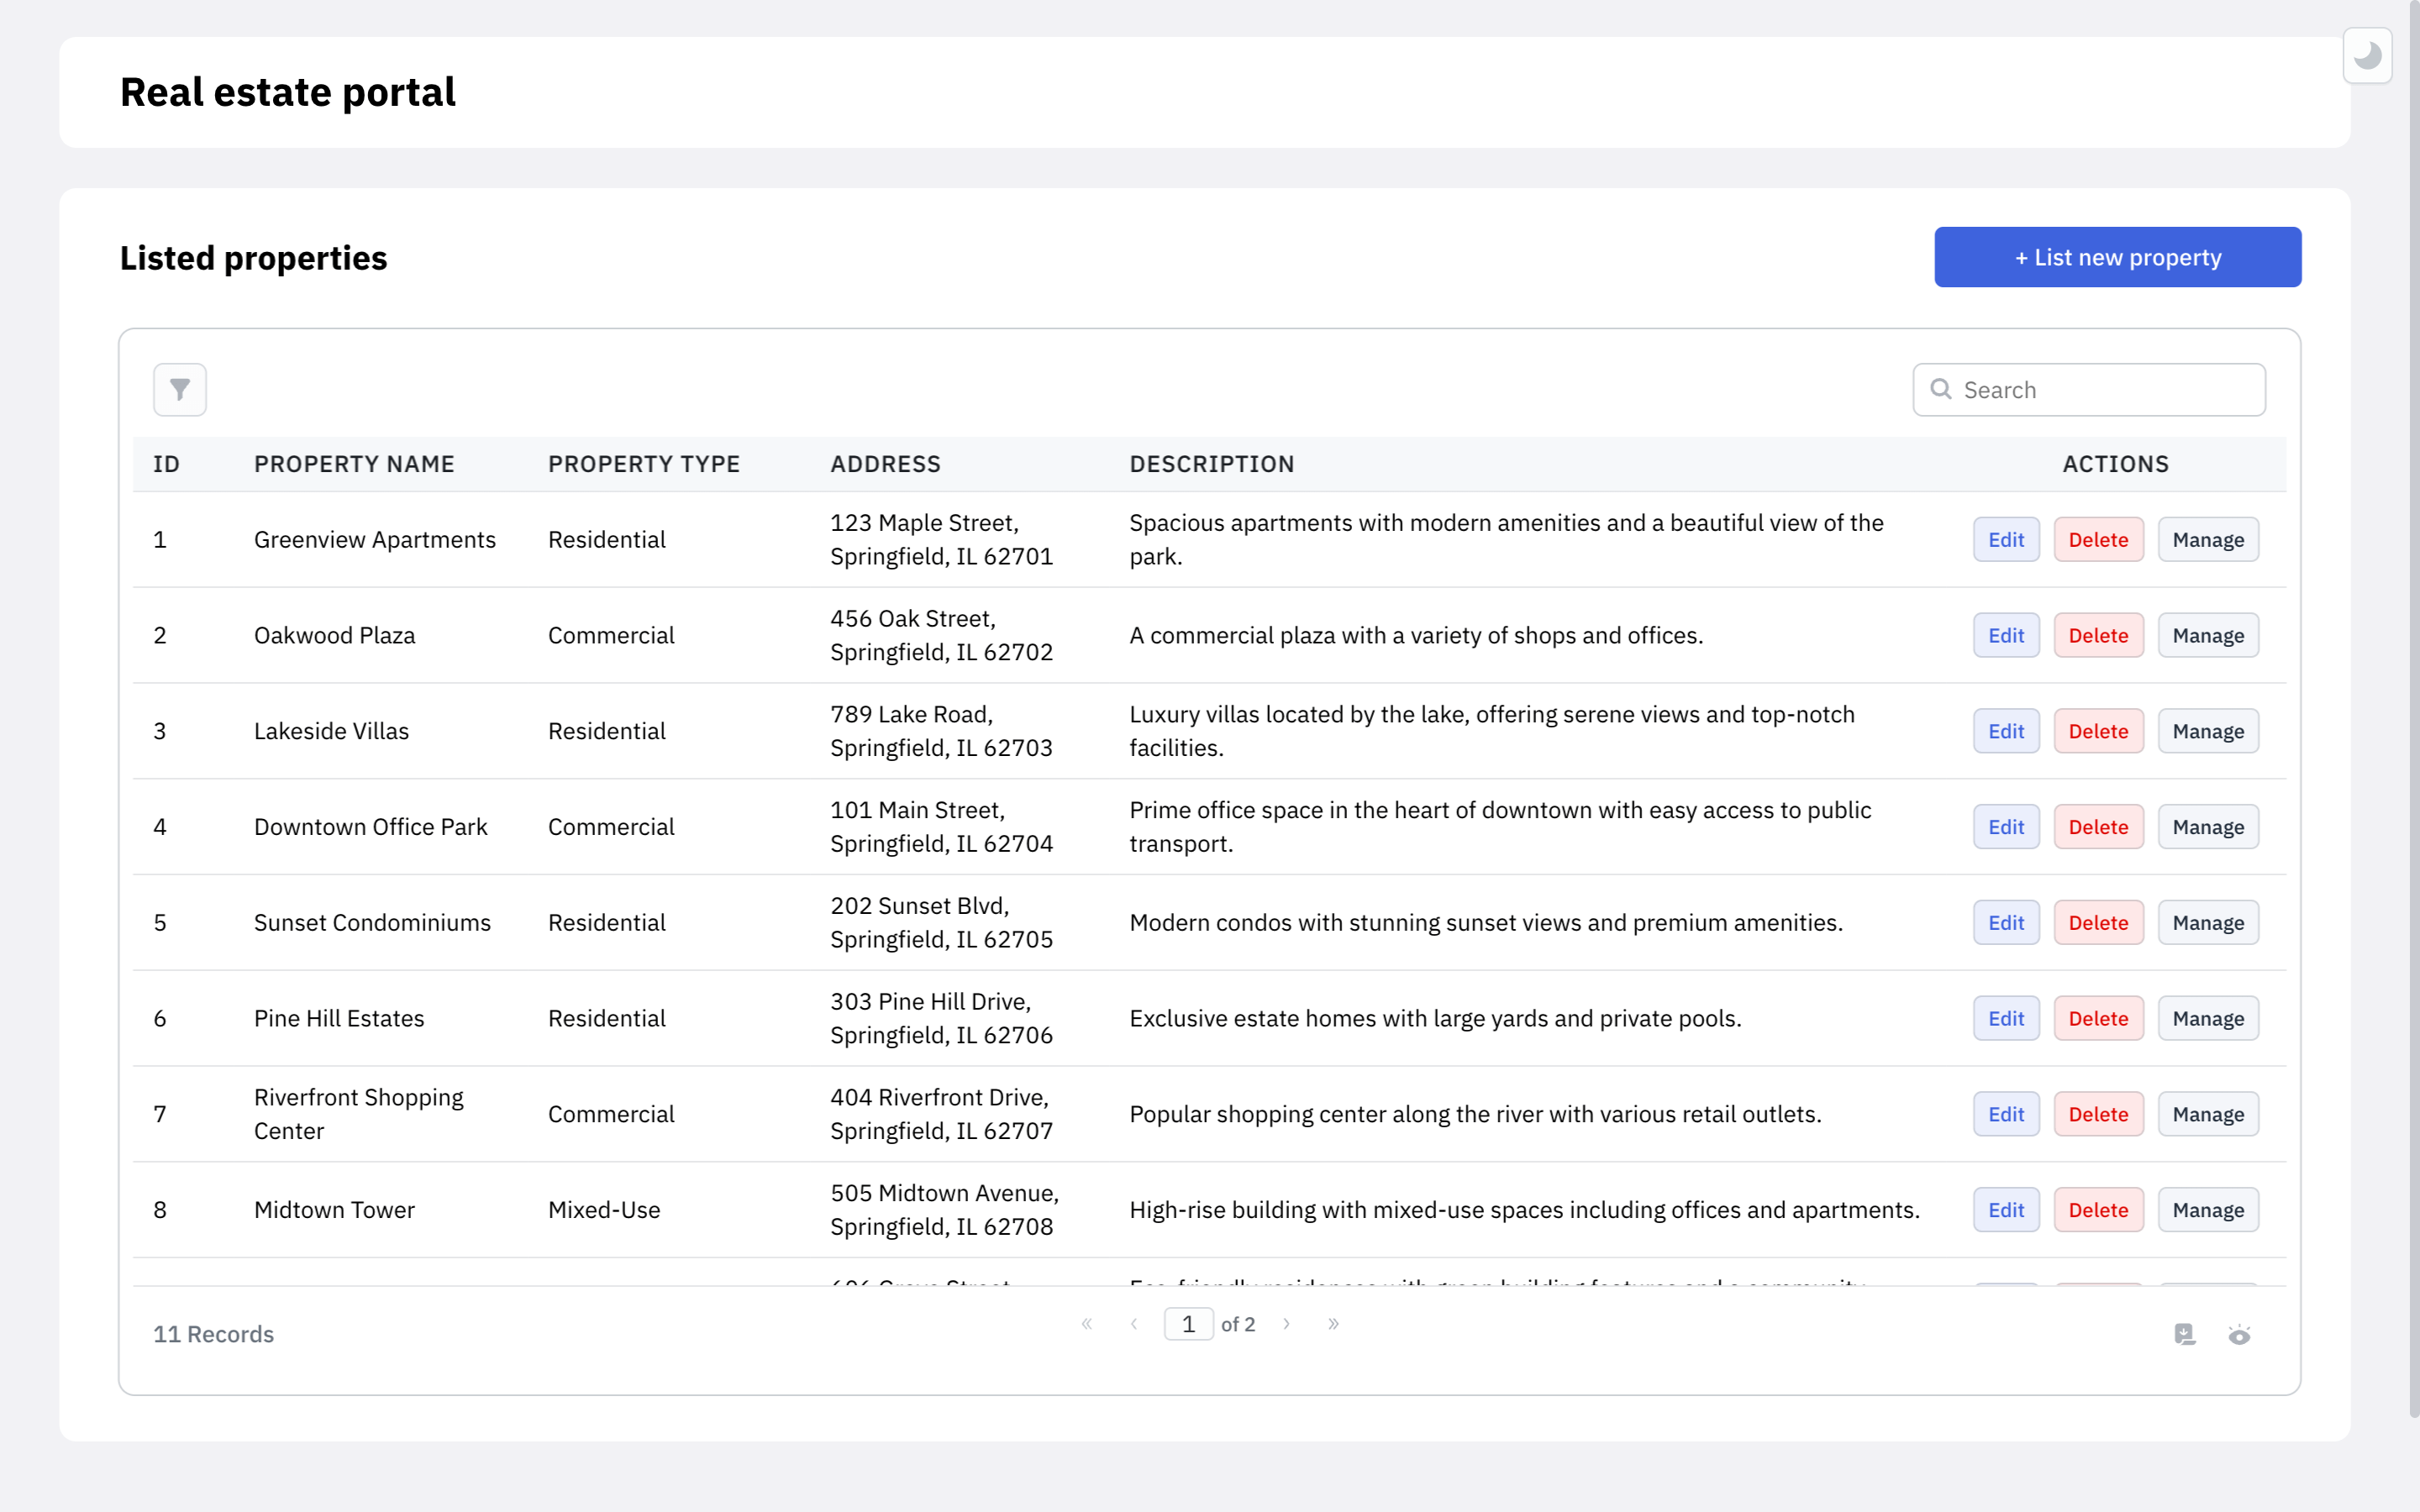 Real estate portal
Listed properties
+ List new property
Search
ID PROPERTY NAME PROPERTY TYPE ADDRESS DESCRIPTION ACTIONS
1 Greenview Apartments Residential 123 Maple Street, Springfield, IL 62701 Spacious apartments with modern amenities and a beautiful view of the park. Edit Delete Manage
2 Oakwood Plaza Commercial 456 Oak Street, Springfield, IL 62702 A commercial plaza with a variety of shops and offices. Edit Delete Manage
3 Lakeside Villas Residential 789 Lake Road, Springfield, IL 62703 Luxury villas located by the lake, offering serene views and top-notch facilities. Edit Delete Manage
4 Downtown Office Park Commercial 101 Main Street, Springfield, IL 62704 Prime office space in the heart of downtown with easy access to public transport. Edit Delete Manage
5 Sunset Condominiums Residential 202 Sunset Blvd, Springfield, IL 62705 Modern condos with stunning sunset views and premium amenities. Edit Delete Manage
6 Pine Hill Estates Residential 303 Pine Hill Drive, Springfield, IL 62706 Exclusive estate homes with large yards and private pools. Edit Delete Manage
7 Riverfront Shopping Center Commercial 404 Riverfront Drive, Springfield, IL 62707 Popular shopping center along the river with various retail outlets. Edit Delete Manage
8 Midtown Tower Mixed-Use 505 Midtown Avenue, Springfield, IL 62708 High-rise building with mixed-use spaces including offices and apartments. Edit Delete Manage
11 Records « ‹ 1 of 2 › »